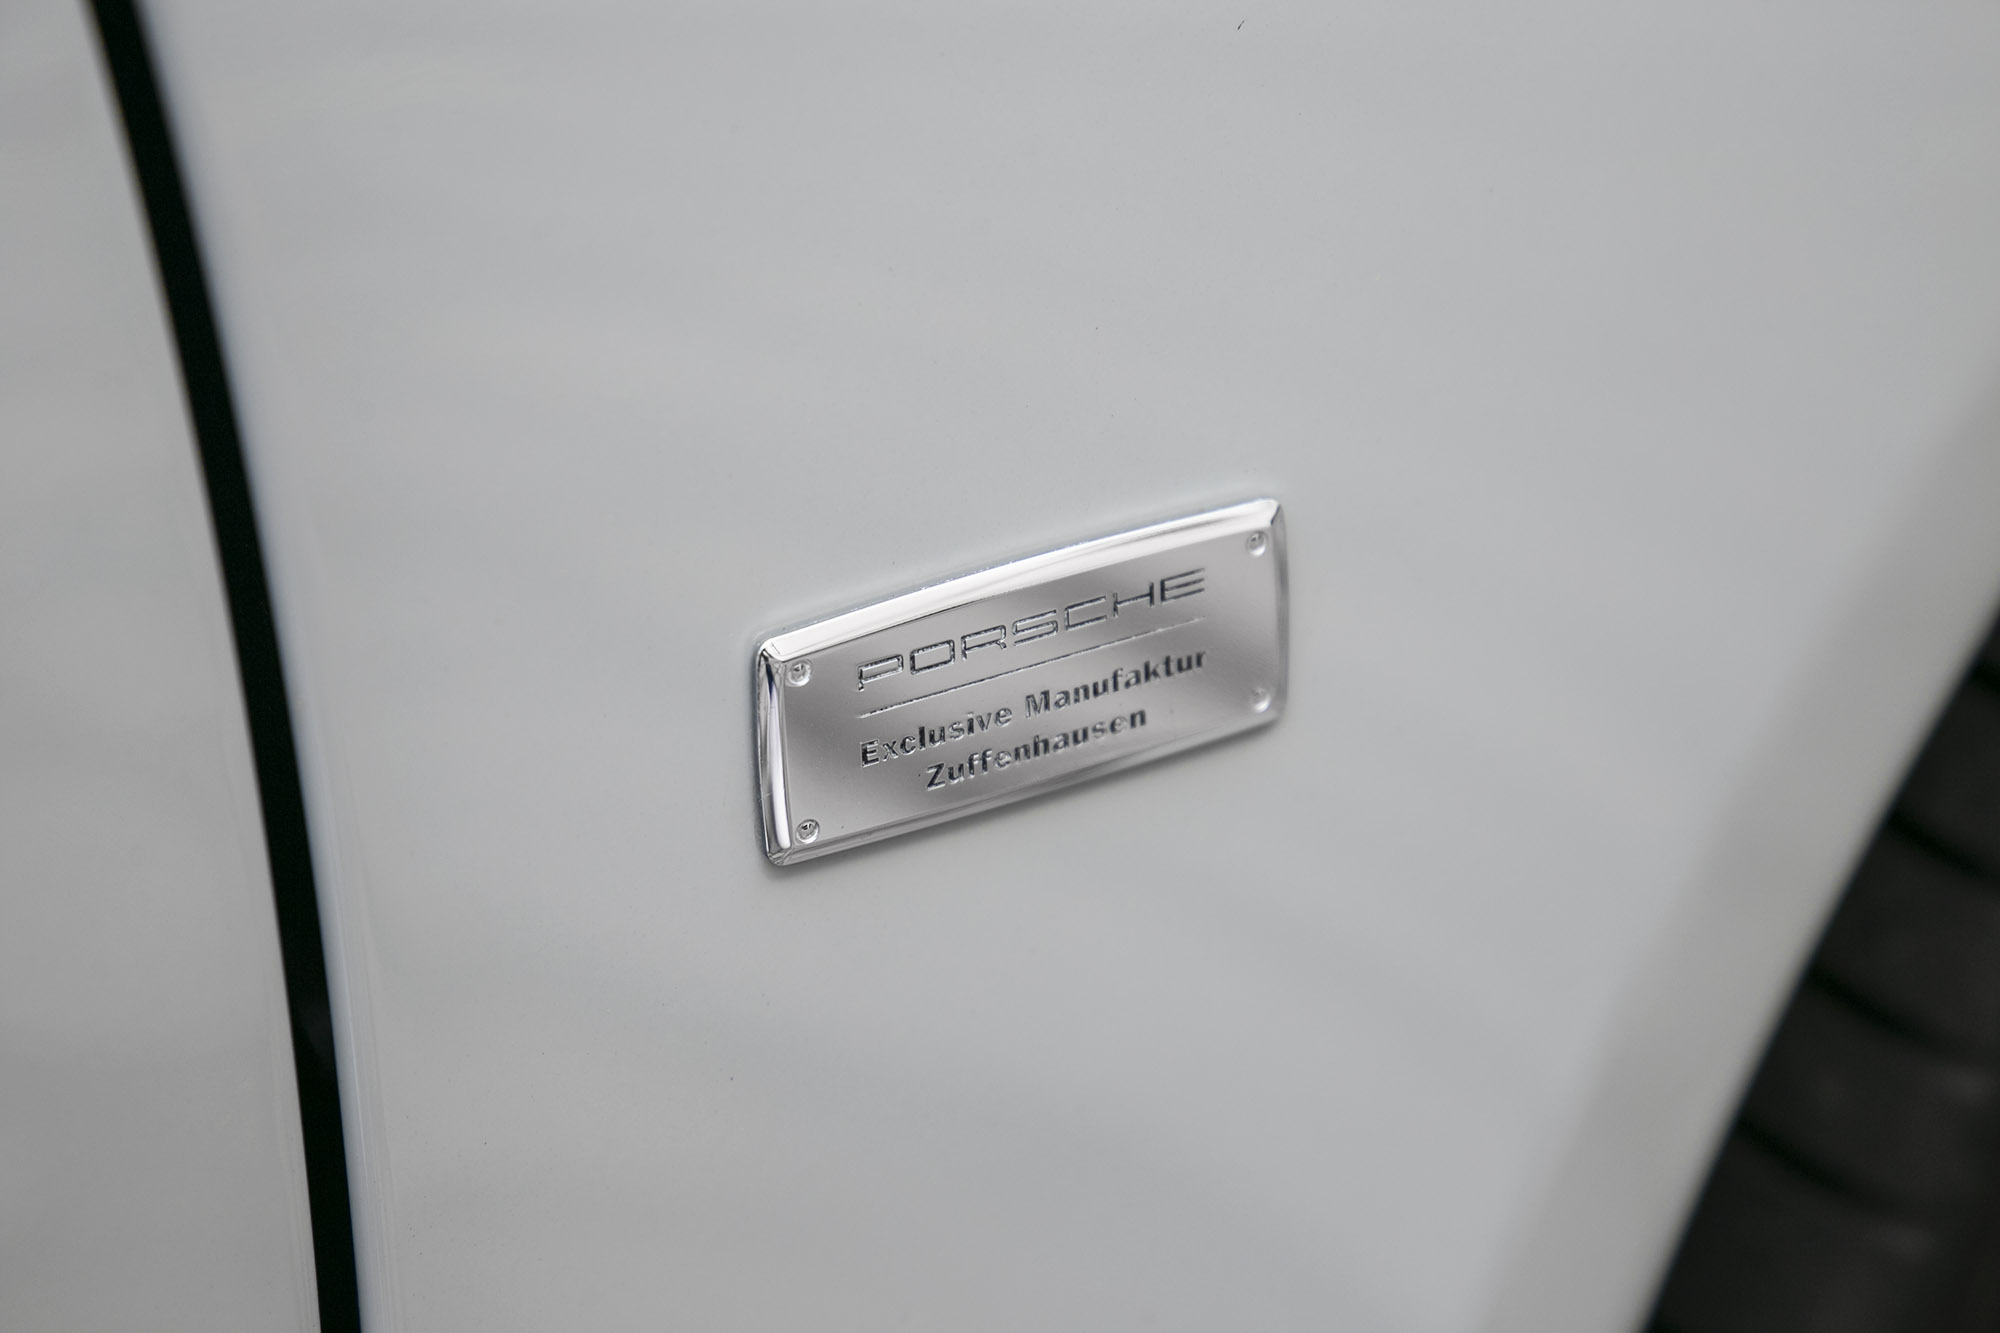 PORSCHE
Exclusive Manufaktur
Zuffenhausen